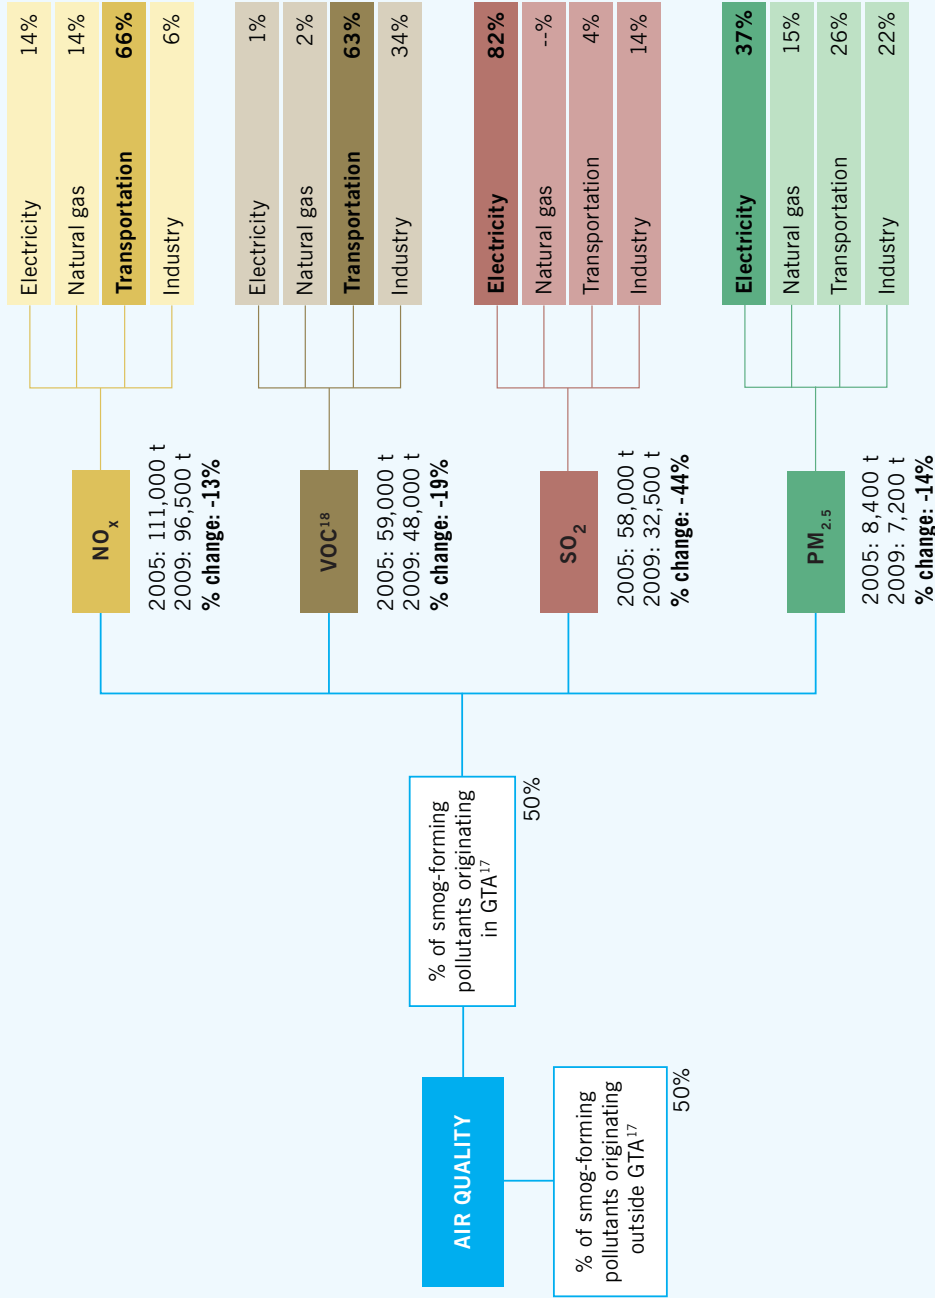 AIR QUALITY
% of smog-forming
pollutants originating
outside GTA17
50%
% of smog-forming
pollutants originating
in GTA17
50%
NOx
2005: 111,000 t
2009: 96,500 t
% change: -13%
Electricity 14%
Natural gas 14%
Transportation 66%
Industry 6%
VOC18
2005: 59,000 t
2009: 48,000 t
% change: -19%
Electricity 1%
Natural gas 2%
Transportation 63%
Industry 34%
SO2
2005: 58,000 t
2009: 32,500 t
% change: -44%
Electricity 82%
Natural gas --%
Transportation 4%
Industry 14%
PM2.5
2005: 8,400 t
2009: 7,200 t
% change: -14%
Electricity 37%
Natural gas 15%
Transportation 26%
Industry 22%